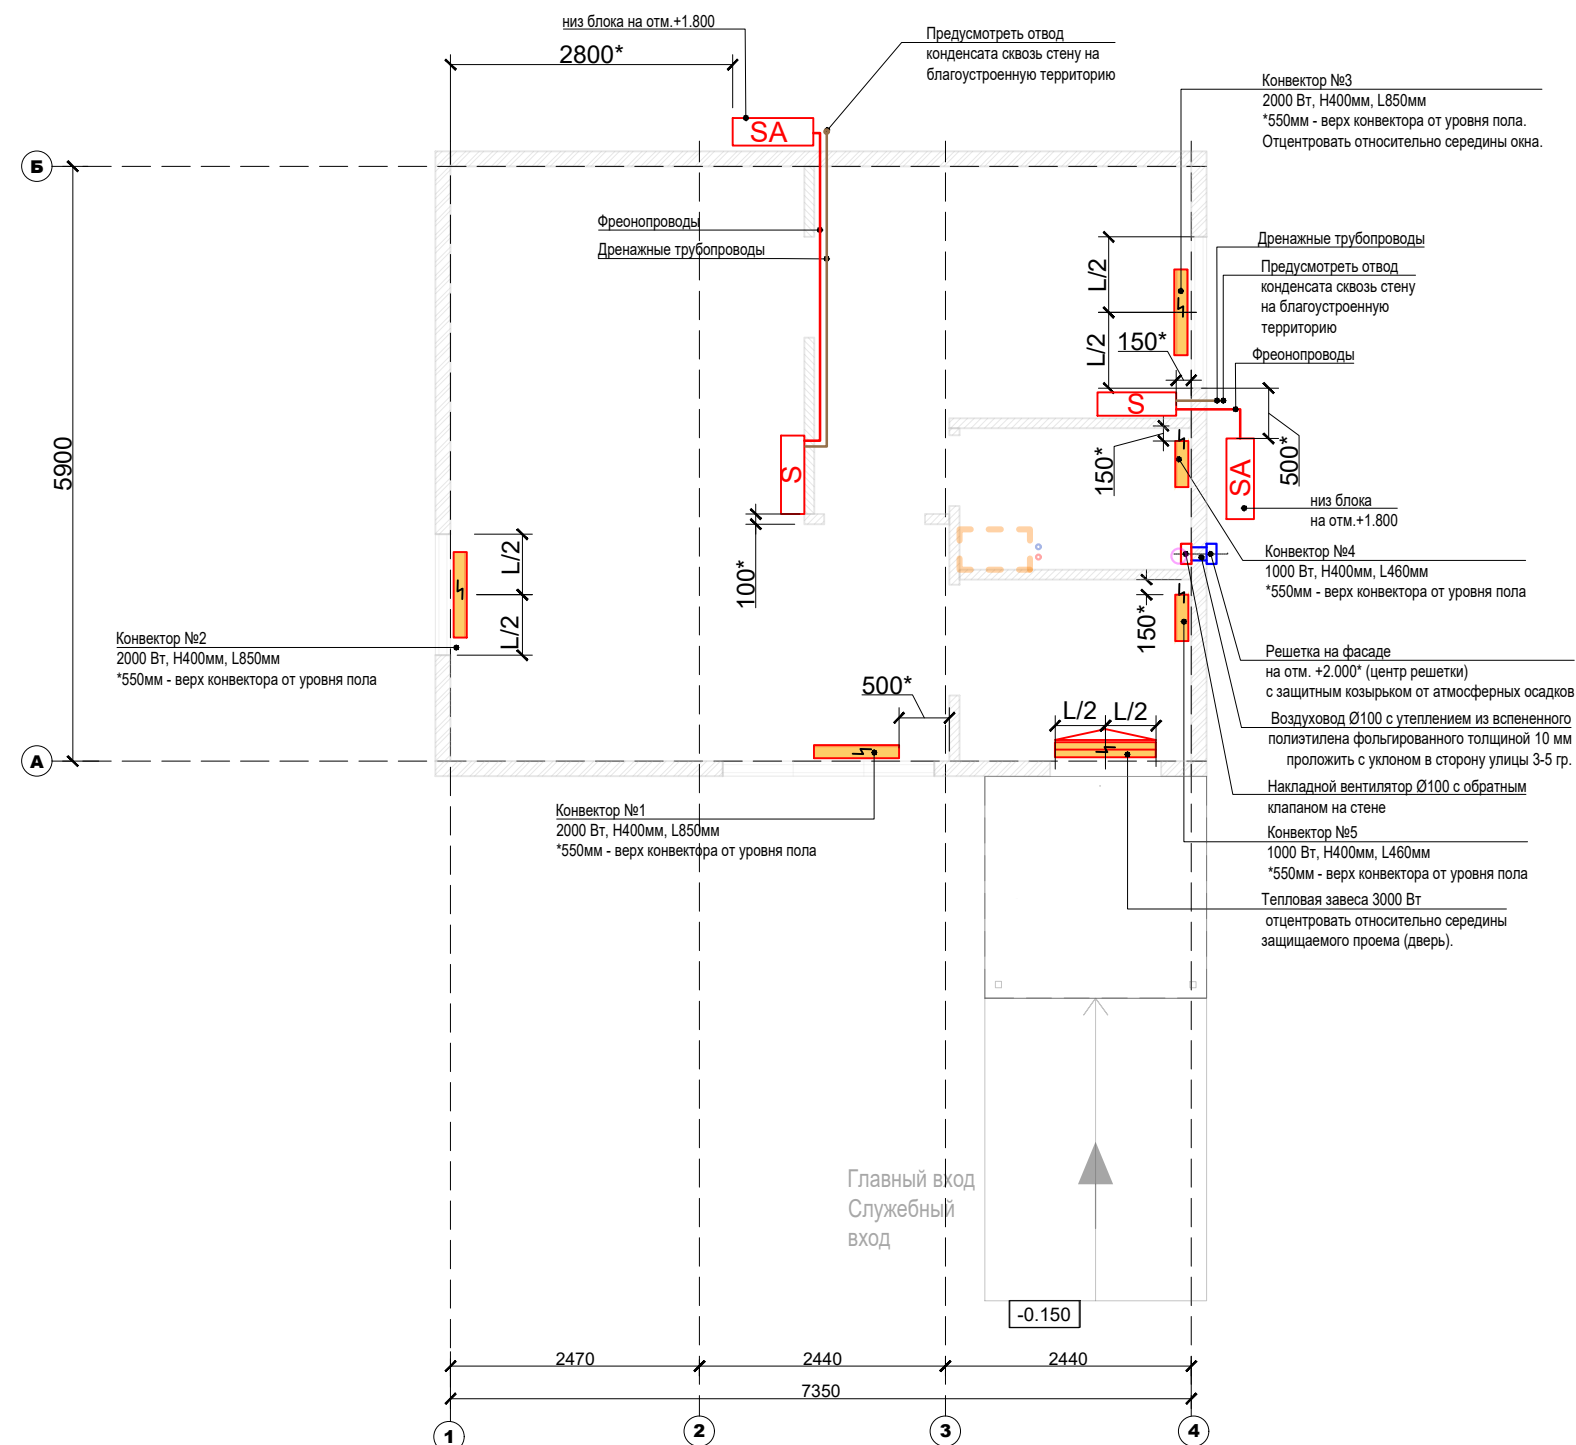 низ блока на отм.+1.800
2800*
Предусмотреть отвод
конденсата сквозь стену на
благоустроенную территорию
Конвектор №3
2000 Вт, H400мм, L850мм
*550мм - верх конвектора от уровня пола.
Отцентровать относительно середины окна.
SA
Б
Фреонопроводы
Дренажные трубопроводы
L/2
L/2
150*
Дренажные трубопроводы
Предусмотреть отвод
конденсата сквозь стену
на благоустроенную
территорию
Фреонопроводы
S
S
150*
500*
SA
низ блока
на отм.+1.800
5900
100*
L/2
L/2
Конвектор №4
1000 Вт, H400мм, L460мм
*550мм - верх конвектора от уровня пола
150*
Конвектор №2
2000 Вт, H400мм, L850мм
*550мм - верх конвектора от уровня пола
Решетка на фасаде
на отм. +2.000* (центр решетки)
с защитным козырьком от атмосферных осадков
500*
L/2
L/2
Воздуховод Ø100 с утеплением из вспененного
полиэтилена фольгированного толщиной 10 мм
проложить с уклоном в сторону улицы 3-5 гр.
А
Накладной вентилятор Ø100 с обратным
клапаном на стене
Конвектор №1
2000 Вт, H400мм, L850мм
*550мм - верх конвектора от уровня пола
Конвектор №5
1000 Вт, H400мм, L460мм
*550мм - верх конвектора от уровня пола
Тепловая завеса 3000 Вт
отцентровать относительно середины
защищаемого проема (дверь).
Главный вход
Служебный
вход
-0.150
2470
2440
2440
7350
1
2
3
4